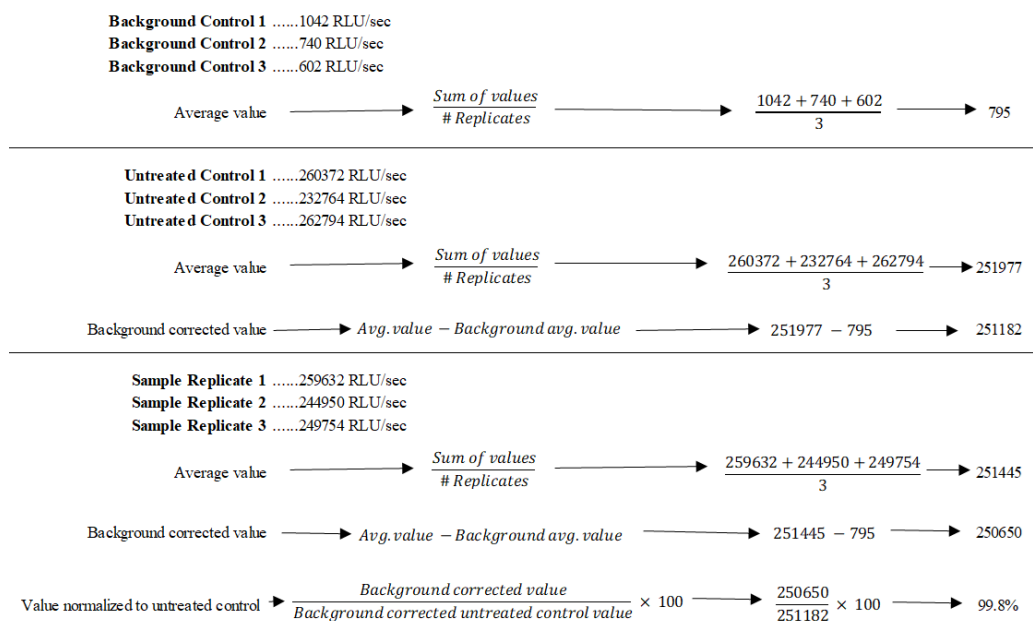 Background Control 1 ......1042 RLU/sec
Background Control 2 ......740 RLU/sec
Background Control 3 ......602 RLU/sec
Average value Sum of values / # Replicates 1042 + 740 + 602 / 3 795
Untreated Control 1 ......260372 RLU/sec
Untreated Control 2 ......232764 RLU/sec
Untreated Control 3 ......262794 RLU/sec
Average value Sum of values / # Replicates 260372 + 232764 + 262794 / 3 251977
Background corrected value Avg. value − Background avg. value 251977 − 795 251182
Sample Replicate 1 ......259632 RLU/sec
Sample Replicate 2 ......244950 RLU/sec
Sample Replicate 3 ......249754 RLU/sec
Average value Sum of values / # Replicates 259632 + 244950 + 249754 / 3 251445
Background corrected value Avg. value − Background avg. value 251445 − 795 250650
Value normalized to untreated control Background corrected value / Background corrected untreated control value × 100 250650 / 251182 × 100 99.8%